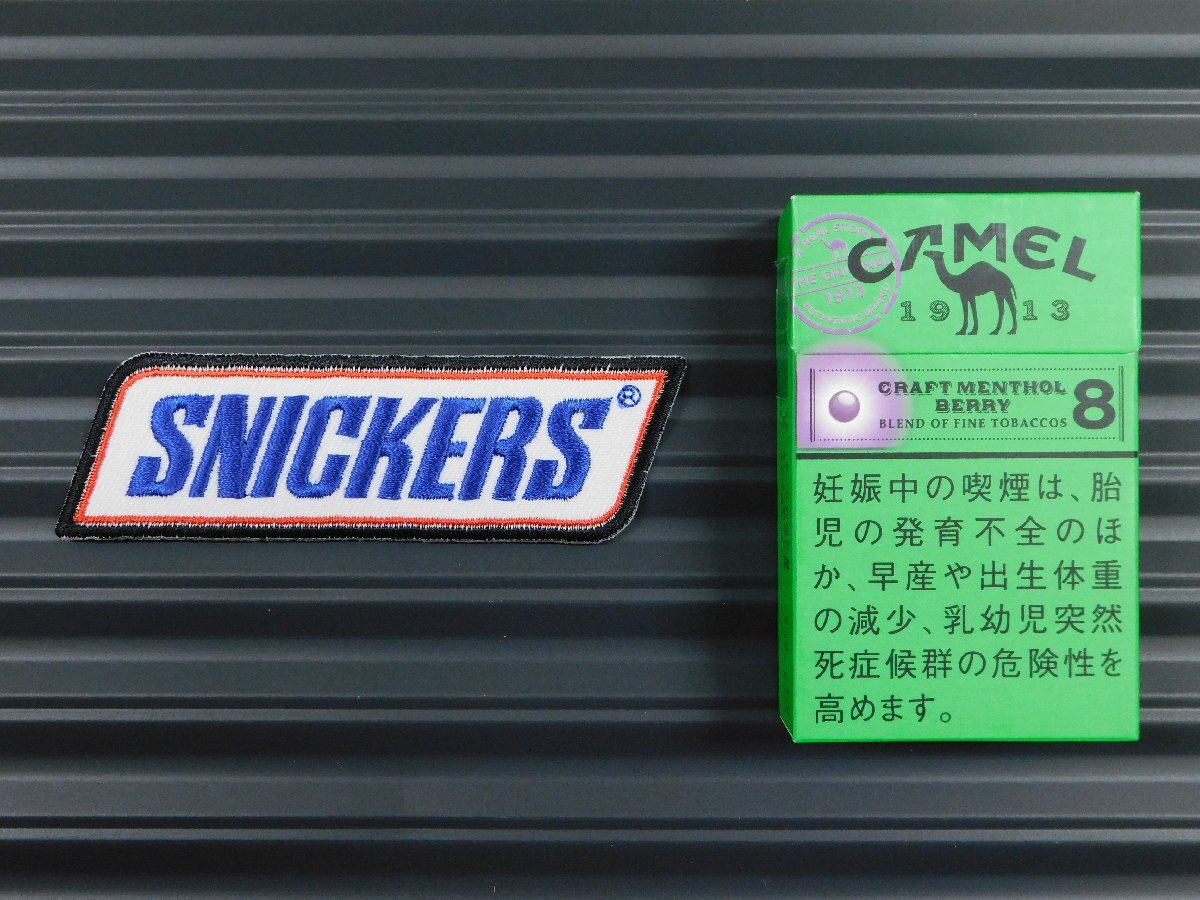 SNICKERS®
CAMEL
1913
1913
CRAFT MENTHOL
BERRY
BLEND OF FINE TOBACCOS
8
妊娠中の喫煙は、胎
児の発育不全のほ
か、早産や出生体重
の減少、乳幼児突然
死症候群の危険性を
高めます。